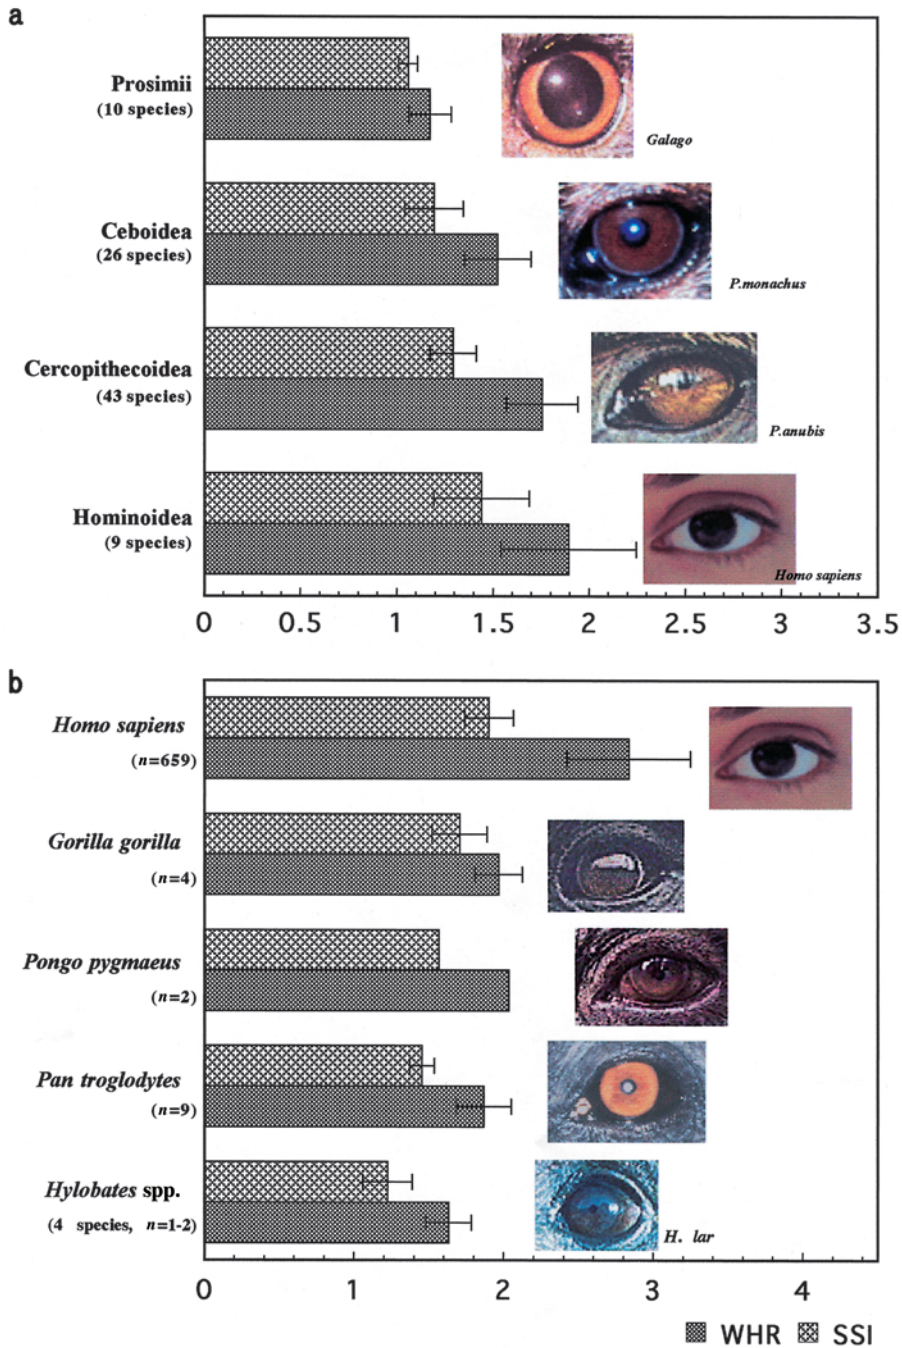 a
Prosimii
(10 species)
Galago
Ceboidea
(26 species)
P.monachus
Cercopithecoidea
(43 species)
P.anubis
Hominoidea
(9 species)
Homo sapiens
0 0.5 1 1.5 2 2.5 3 3.5
b
Homo sapiens
(n=659)
Gorilla gorilla
(n=4)
Pongo pygmaeus
(n=2)
Pan troglodytes
(n=9)
Hylobates spp.
(4 species, n=1-2)
H. lar
0 1 2 3 4
WHR SSI